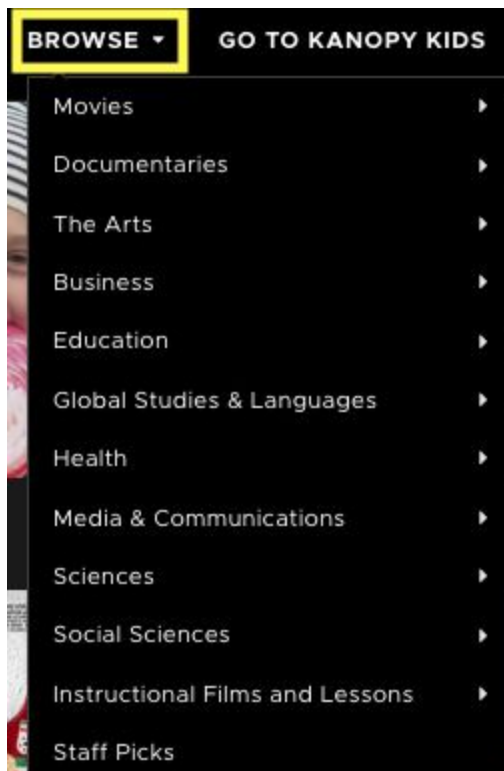 BROWSE GO TO KANOPY KIDS
Movies
Documentaries
The Arts
Business
Education
Global Studies & Languages
Health
Media & Communications
Sciences
Social Sciences
Instructional Films and Lessons
Staff Picks